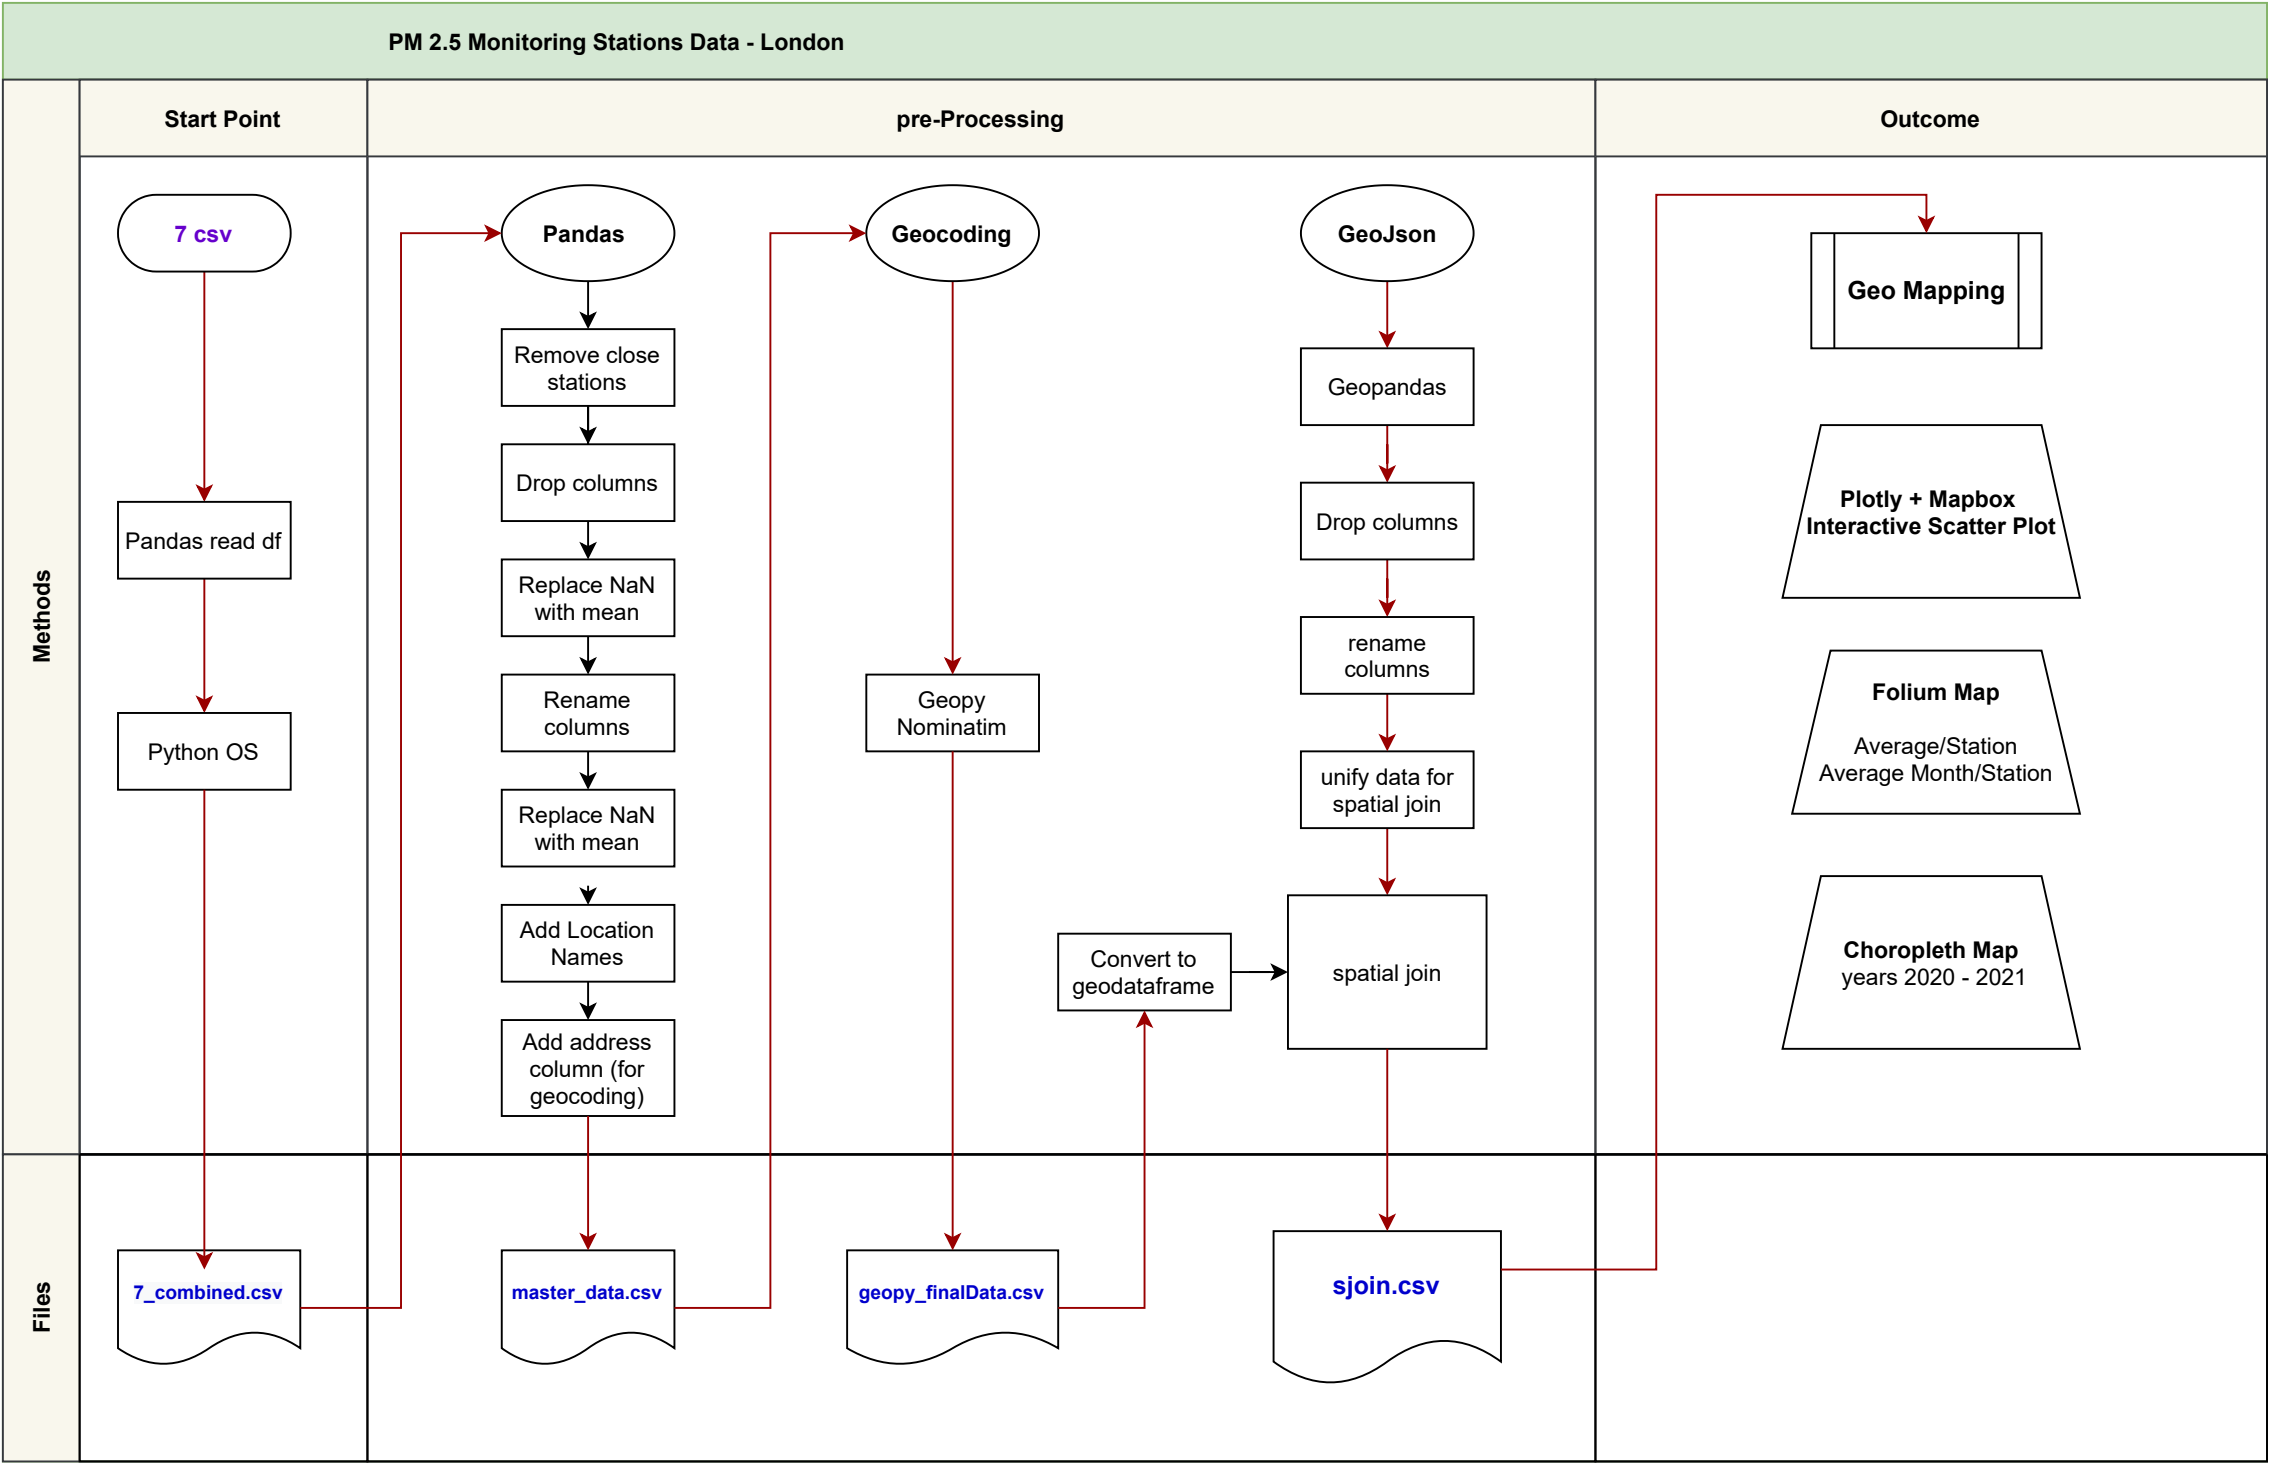 PM 2.5 Monitoring Stations Data - London
Start Point
pre-Processing
Outcome
Methods
7 csv
Pandas read df
Python OS
Pandas
Remove close
stations
Drop columns
Replace NaN
with mean
Rename
columns
Replace NaN
with mean
Add Location
Names
Add address
column (for
geocoding)
Geocoding
Geopy
Nominatim
Convert to
geodataframe
GeoJson
Geopandas
Drop columns
rename
columns
unify data for
spatial join
spatial join
Geo Mapping
Plotly + Mapbox
Interactive Scatter Plot
Folium Map
Average/Station
Average Month/Station
Choropleth Map
years 2020 - 2021
Files
7_combined.csv
master_data.csv
geopy_finalData.csv
sjoin.csv